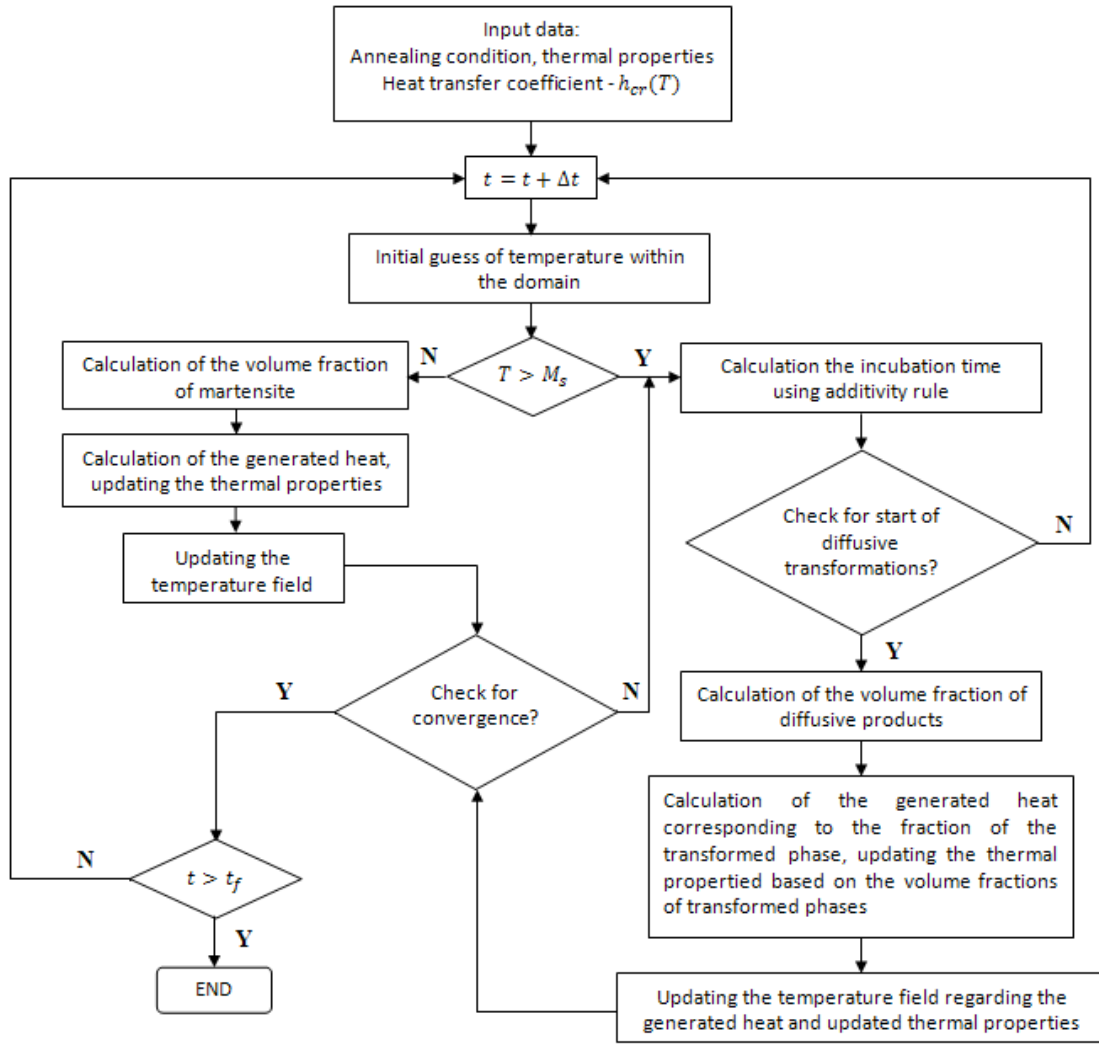 Input data:
Annealing condition, thermal properties
Heat transfer coefficient - h_{cr}(T)
t = t + Δt
Initial guess of temperature within
the domain
N
T > M_s
Y
Calculation of the volume fraction
of martensite
Calculation the incubation time
using additivity rule
Calculation of the generated heat,
updating the thermal properties
Check for start of
diffusive
transformations?
N
Updating the
temperature field
Y
Y
Check for
convergence?
N
Calculation of the volume fraction of
diffusive products
Calculation of the generated heat
corresponding to the fraction of the
transformed phase, updating the thermal
propertied based on the volume fractions
of transformed phases
N
t > t_f
Y
END
Updating the temperature field regarding the
generated heat and updated thermal properties